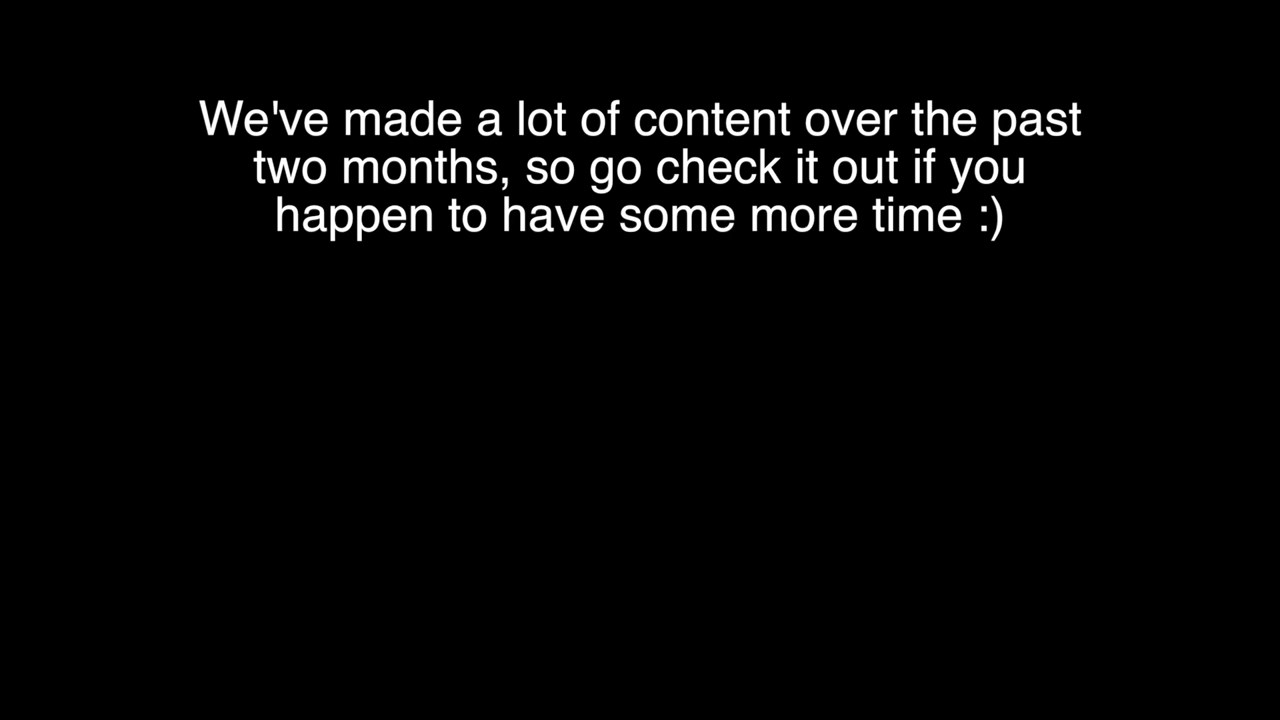 We've made a lot of content over the past
two months, so go check it out if you
happen to have some more time :)